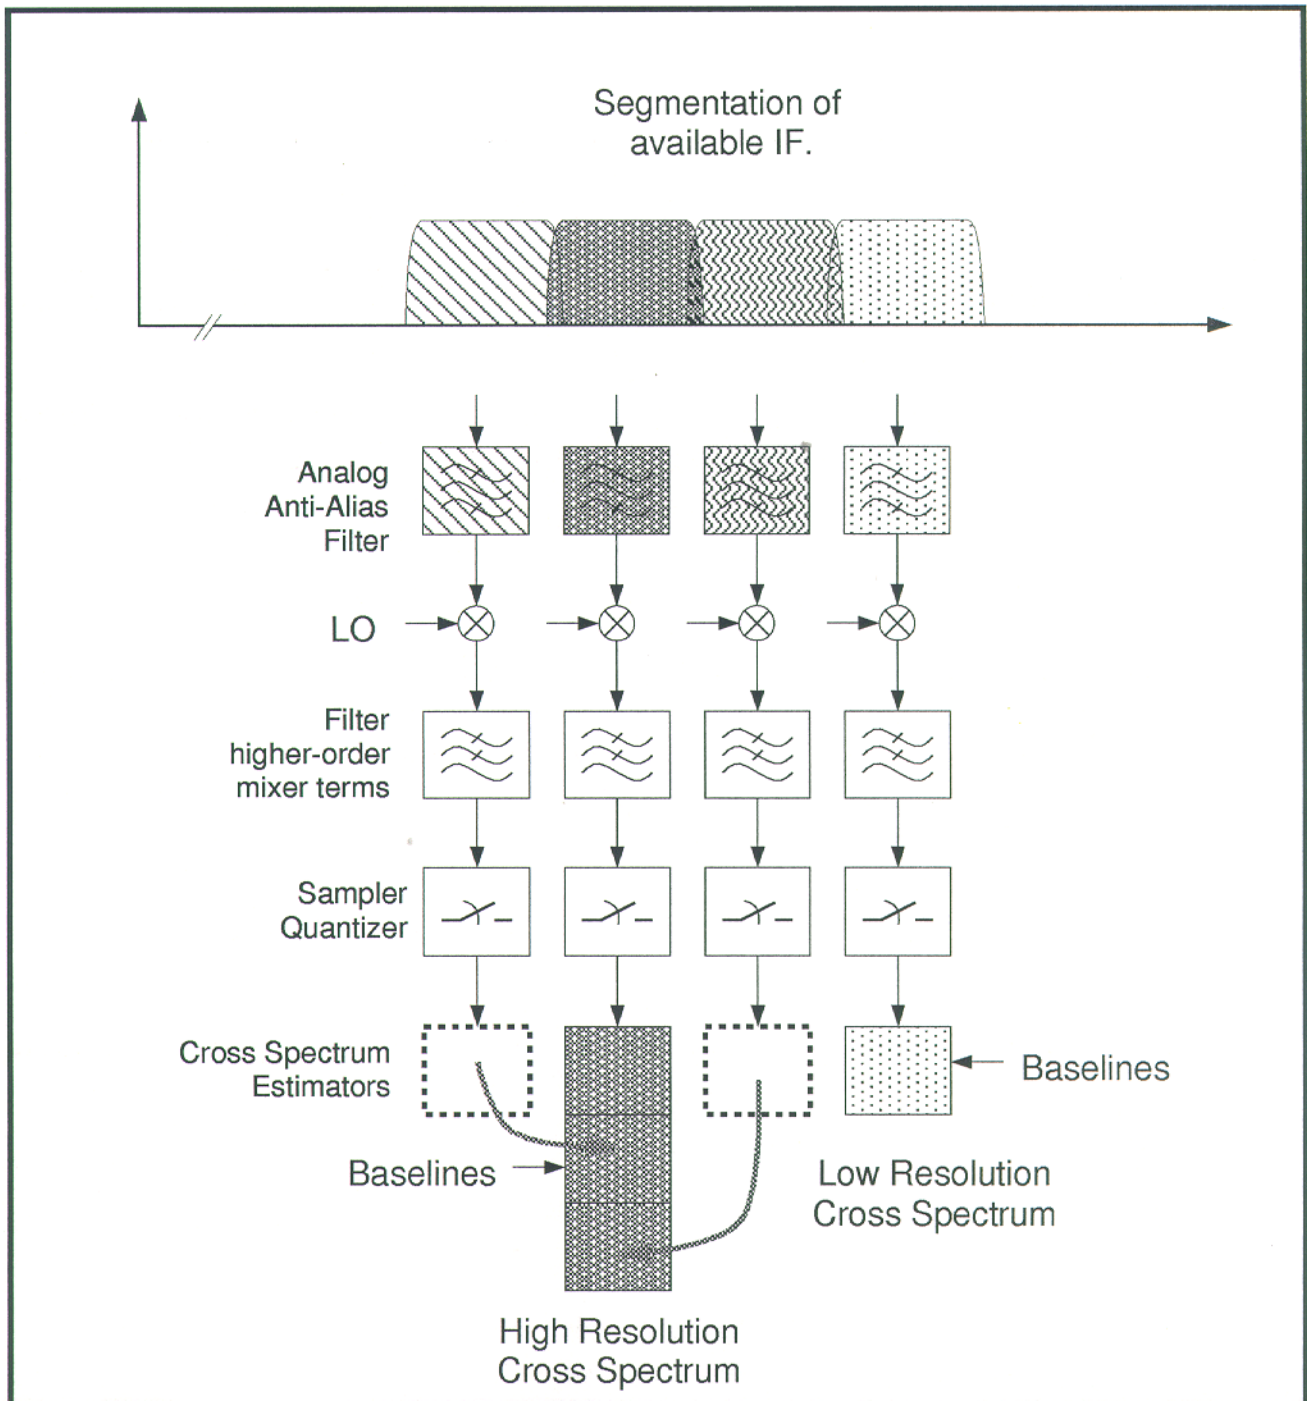 Segmentation of
available IF.
Analog
Anti-Alias
Filter
LO
Filter
higher-order
mixer terms
Sampler
Quantizer
Cross Spectrum
Estimators
Baselines
Baselines
Low Resolution
Cross Spectrum
High Resolution
Cross Spectrum